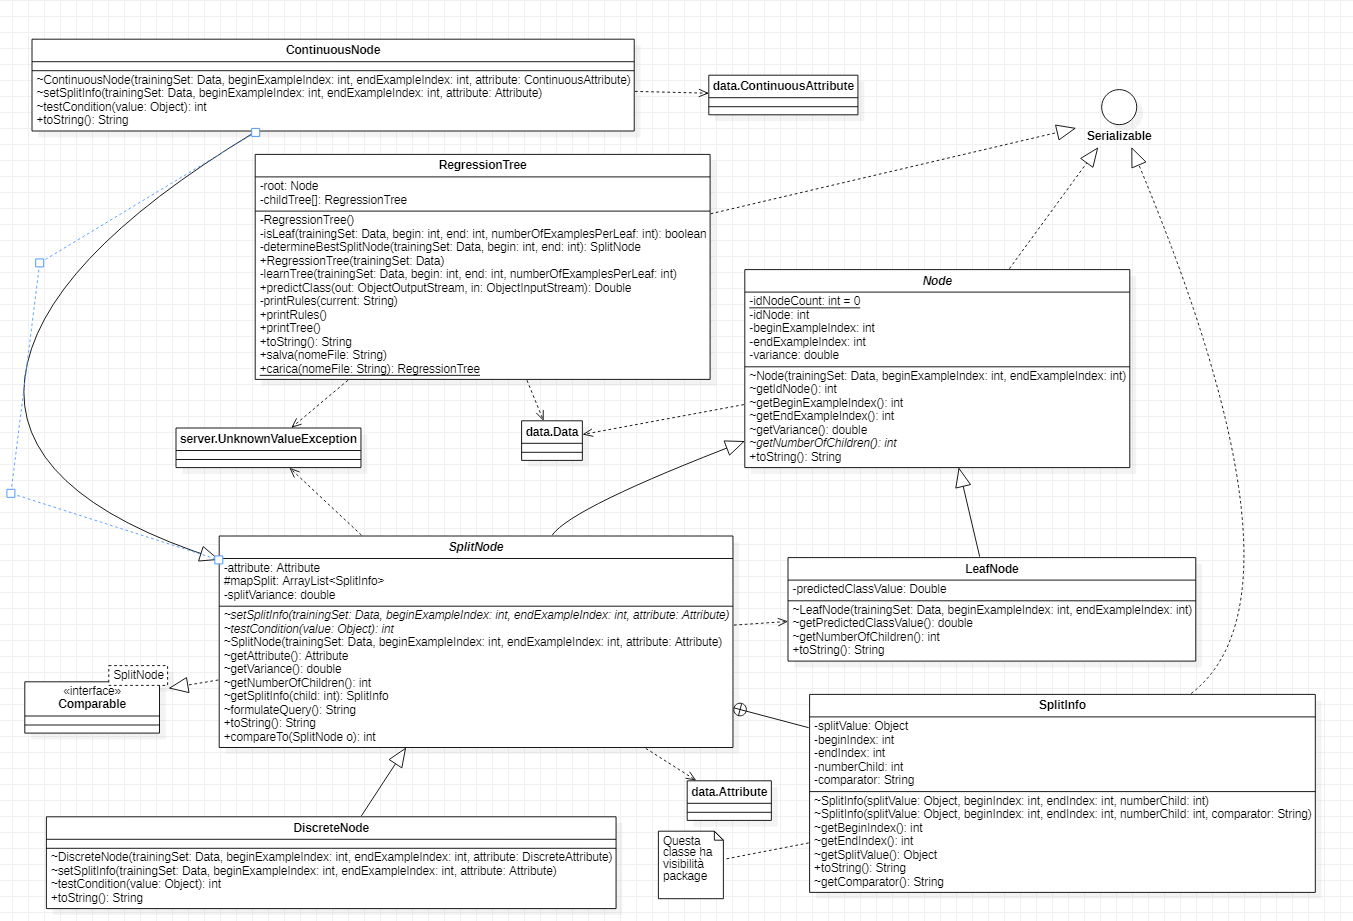 ContinuousNode
~ContinuousNode(trainingSet: Data, beginExampleIndex: int, endExampleIndex: int, attribute: ContinuousAttribute)
~setSplitInfo(trainingSet: Data, beginExampleIndex: int, endExampleIndex: int, attribute: Attribute)
~testCondition(value: Object): int
+toString(): String
data.ContinuousAttribute
Serializable
RegressionTree
-root: Node
-childTree[]: RegressionTree
-RegressionTree()
-isLeaf(trainingSet: Data, begin: int, end: int, numberOfExamplesPerLeaf: int): boolean
-determineBestSplitNode(trainingSet: Data, begin: int, end: int): SplitNode
+RegressionTree(trainingSet: Data)
-learnTree(trainingSet: Data, begin: int, end: int, numberOfExamplesPerLeaf: int)
+predictClass(out: ObjectOutputStream, in: ObjectInputStream): Double
-printRules(current: String)
+printRules()
+printTree()
+toString(): String
+salva(nomeFile: String)
+carica(nomeFile: String): RegressionTree
Node
-idNodeCount: int = 0
-idNode: int
-beginExampleIndex: int
-endExampleIndex: int
-variance: double
~Node(trainingSet: Data, beginExampleIndex: int, endExampleIndex: int)
~getIdNode(): int
~getBeginExampleIndex(): int
~getEndExampleIndex(): int
~getVariance(): double
~getNumberOfChildren(): int
+toString(): String
server.UnknownValueException
data.Data
SplitNode
-attribute: Attribute
#mapSplit: ArrayList<SplitInfo>
-splitVariance: double
~setSplitInfo(trainingSet: Data, beginExampleIndex: int, endExampleIndex: int, attribute: Attribute)
~testCondition(value: Object): int
~SplitNode(trainingSet: Data, beginExampleIndex: int, endExampleIndex: int, attribute: Attribute)
~getAttribute(): Attribute
~getVariance(): double
~getNumberOfChildren(): int
~getSplitInfo(child: int): SplitInfo
~formulateQuery(): String
+toString(): String
+compareTo(SplitNode o): int
LeafNode
-predictedClassValue: Double
~LeafNode(trainingSet: Data, beginExampleIndex: int, endExampleIndex: int)
~getPredictedClassValue(): double
~getNumberOfChildren(): int
+toString(): String
SplitNode
«interface»
Comparable
SplitInfo
-splitValue: Object
-beginIndex: int
-endIndex: int
-numberChild: int
-comparator: String
~SplitInfo(splitValue: Object, beginIndex: int, endIndex: int, numberChild: int)
~SplitInfo(splitValue: Object, beginIndex: int, endIndex: int, numberChild: int, comparator: String)
~getBeginIndex(): int
~getEndIndex(): int
~getSplitValue(): Object
+toString(): String
~getComparator(): String
data.Attribute
Questa
classe ha
visibilità
package
DiscreteNode
~DiscreteNode(trainingSet: Data, beginExampleIndex: int, endExampleIndex: int, attribute: DiscreteAttribute)
~setSplitInfo(trainingSet: Data, beginExampleIndex: int, endExampleIndex: int, attribute: Attribute)
~testCondition(value: Object): int
+toString(): String